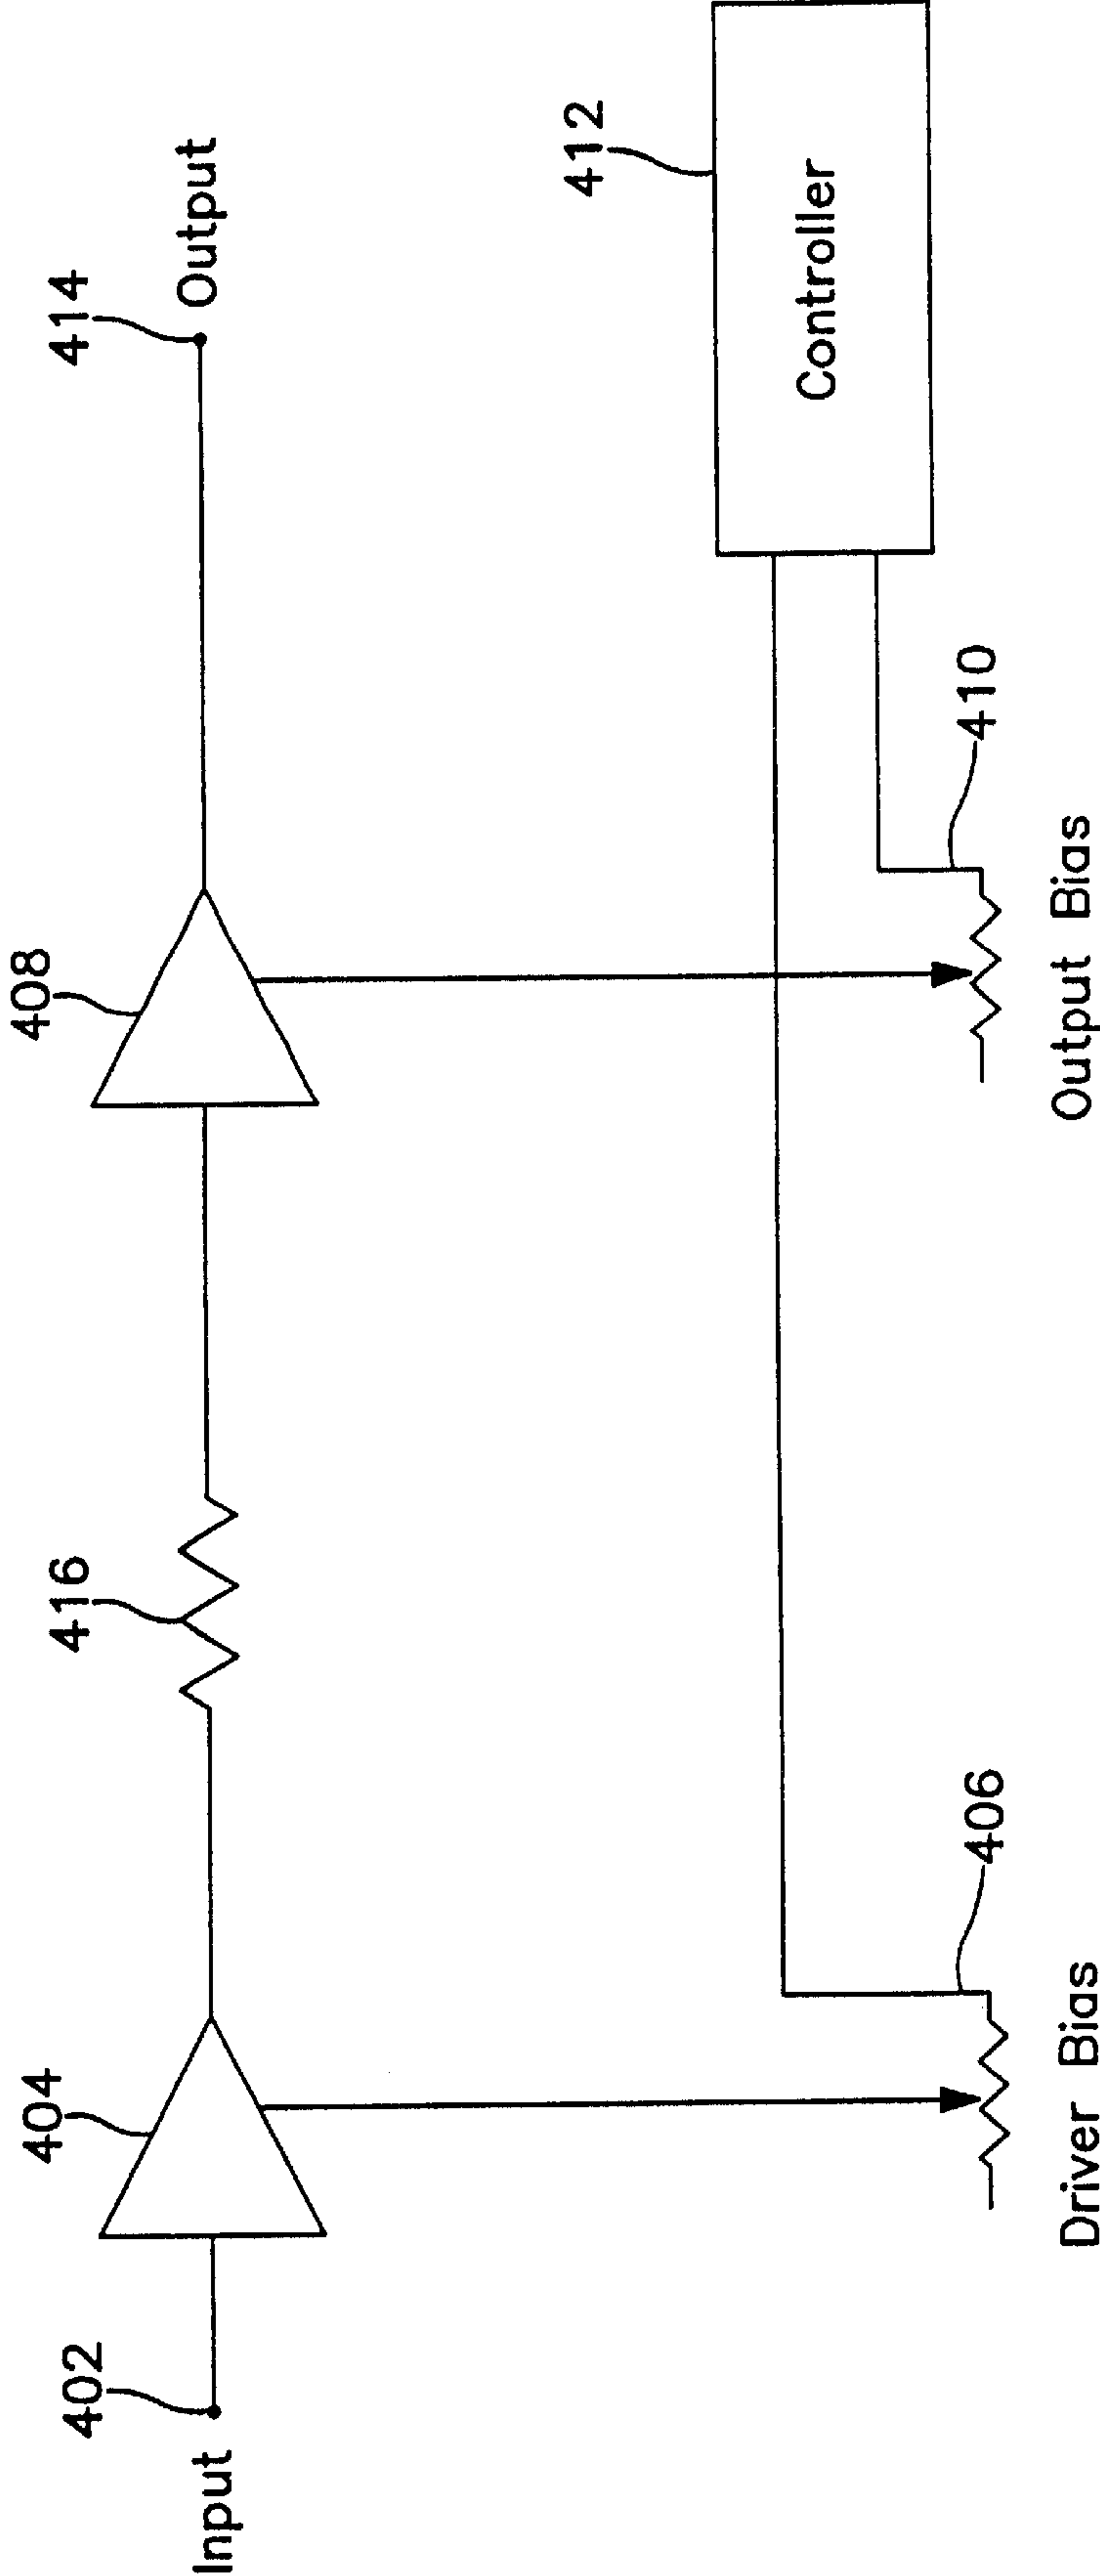 408
414
Output
404
416
402
Input
412
Controller
410
406
Output Bias
Driver Bias